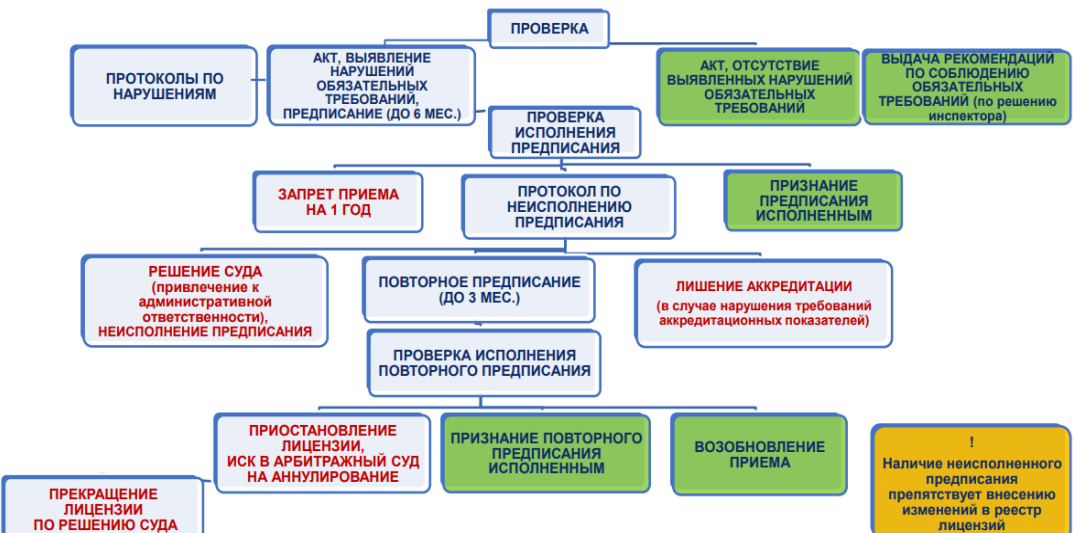 ПРОВЕРКА
ПРОТОКОЛЫ ПО
НАРУШЕНИЯМ
АКТ, ВЫЯВЛЕНИЕ
НАРУШЕНИЙ
ОБЯЗАТЕЛЬНЫХ
ТРЕБОВАНИЙ,
ПРЕДПИСАНИЕ (ДО 6 МЕС.)
АКТ, ОТСУТСТВИЕ
ВЫЯВЛЕННЫХ НАРУШЕНИЙ
ОБЯЗАТЕЛЬНЫХ
ТРЕБОВАНИЙ
ВЫДАЧА РЕКОМЕНДАЦИЙ
ПО СОБЛЮДЕНИЮ
ОБЯЗАТЕЛЬНЫХ
ТРЕБОВАНИЙ (по решению
инспектора)
ПРОВЕРКА
ИСПОЛНЕНИЯ
ПРЕДПИСАНИЯ
ЗАПРЕТ ПРИЕМА
НА 1 ГОД
ПРОТОКОЛ ПО
НЕИСПОЛНЕНИЮ
ПРЕДПИСАНИЯ
ПРИЗНАНИЕ
ПРЕДПИСАНИЯ
ИСПОЛНЕННЫМ
РЕШЕНИЕ СУДА
(привлечение к
административной
ответственности),
НЕИСПОЛНЕНИЕ ПРЕДПИСАНИЯ
ПОВТОРНОЕ ПРЕДПИСАНИЕ
(ДО 3 МЕС.)
ЛИШЕНИЕ АККРЕДИТАЦИИ
(в случае нарушения требований
аккредитационных показателей)
ПРОВЕРКА ИСПОЛНЕНИЯ
ПОВТОРНОГО ПРЕДПИСАНИЯ
ПРИОСТАНОВЛЕНИЕ
ЛИЦЕНЗИИ,
ИСК В АРБИТРАЖНЫЙ СУД
НА АННУЛИРОВАНИЕ
ПРИЗНАНИЕ ПОВТОРНОГО
ПРЕДПИСАНИЯ
ИСПОЛНЕННЫМ
ВОЗОБНОВЛЕНИЕ
ПРИЕМА
!
Наличие неисполненного
предписания
препятствует внесению
изменений в реестр
лицензий
ПРЕКРАЩЕНИЕ
ЛИЦЕНЗИИ
ПО РЕШЕНИЮ СУДА